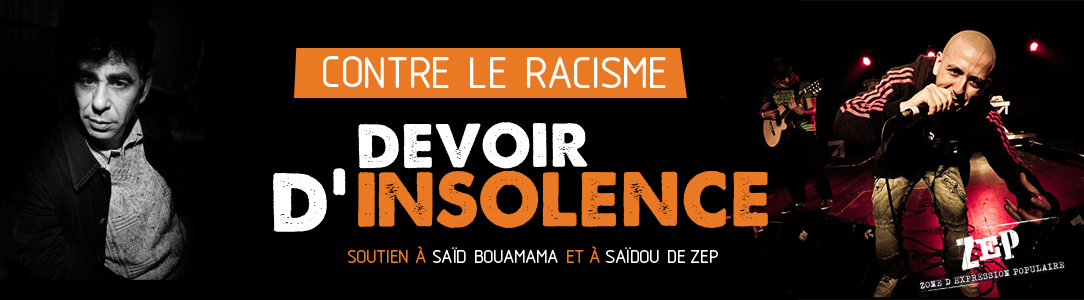 CONTRE LE RACISME
DEVOIR
D'INSOLENCE
SOUTIEN À SAÏD BOUAMAMA ET À SAÏDOU DE ZEP
ZEP
ZONE D'EXPRESSION POPULAIRE